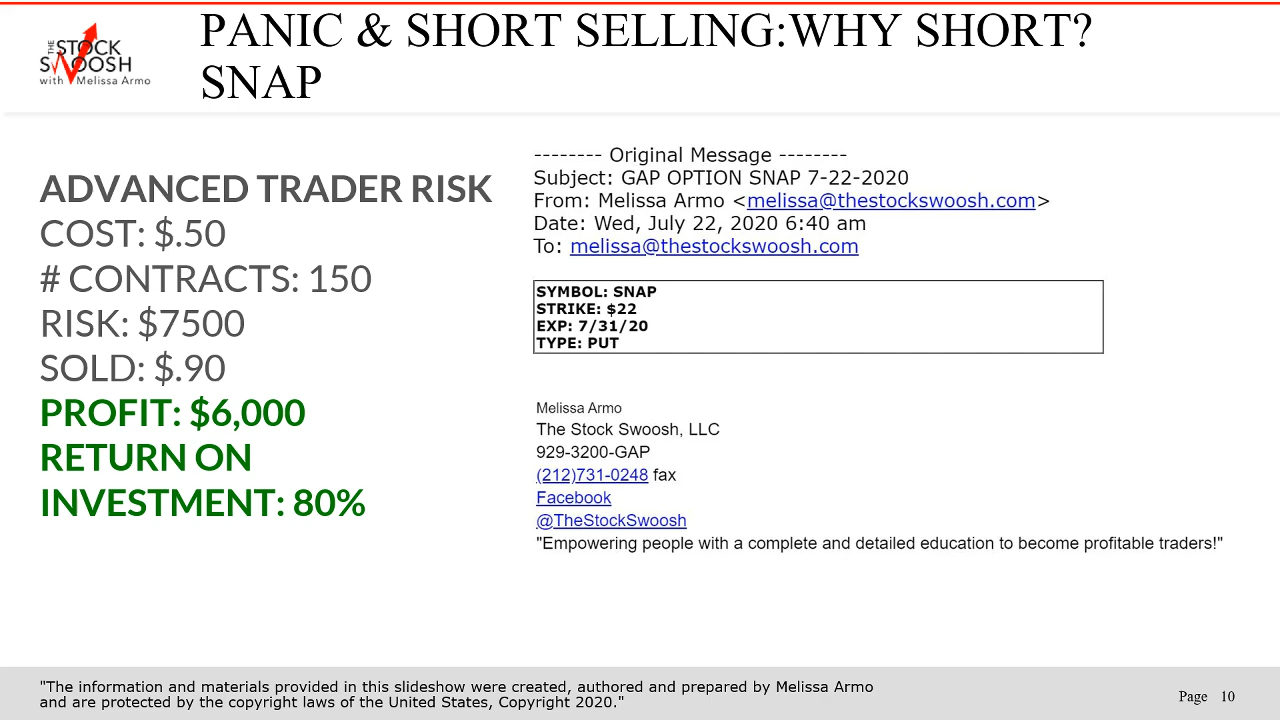 THE STOCK SWOOSH
with Melissa Armo
PANIC & SHORT SELLING:WHY SHORT?
SNAP
ADVANCED TRADER RISK
COST: $.50
# CONTRACTS: 150
RISK: $7500
SOLD: $.90
PROFIT: $6,000
RETURN ON
INVESTMENT: 80%
-------- Original Message --------
Subject: GAP OPTION SNAP 7-22-2020
From: Melissa Armo <melissa@thestockswoosh.com>
Date: Wed, July 22, 2020 6:40 am
To: melissa@thestockswoosh.com
SYMBOL: SNAP
STRIKE: $22
EXP: 7/31/20
TYPE: PUT
Melissa Armo
The Stock Swoosh, LLC
929-3200-GAP
(212)731-0248 fax
Facebook
@TheStockSwoosh
"Empowering people with a complete and detailed education to become profitable traders!"
"The information and materials provided in this slideshow were created, authored and prepared by Melissa Armo
and are protected by the copyright laws of the United States, Copyright 2020."
Page 10